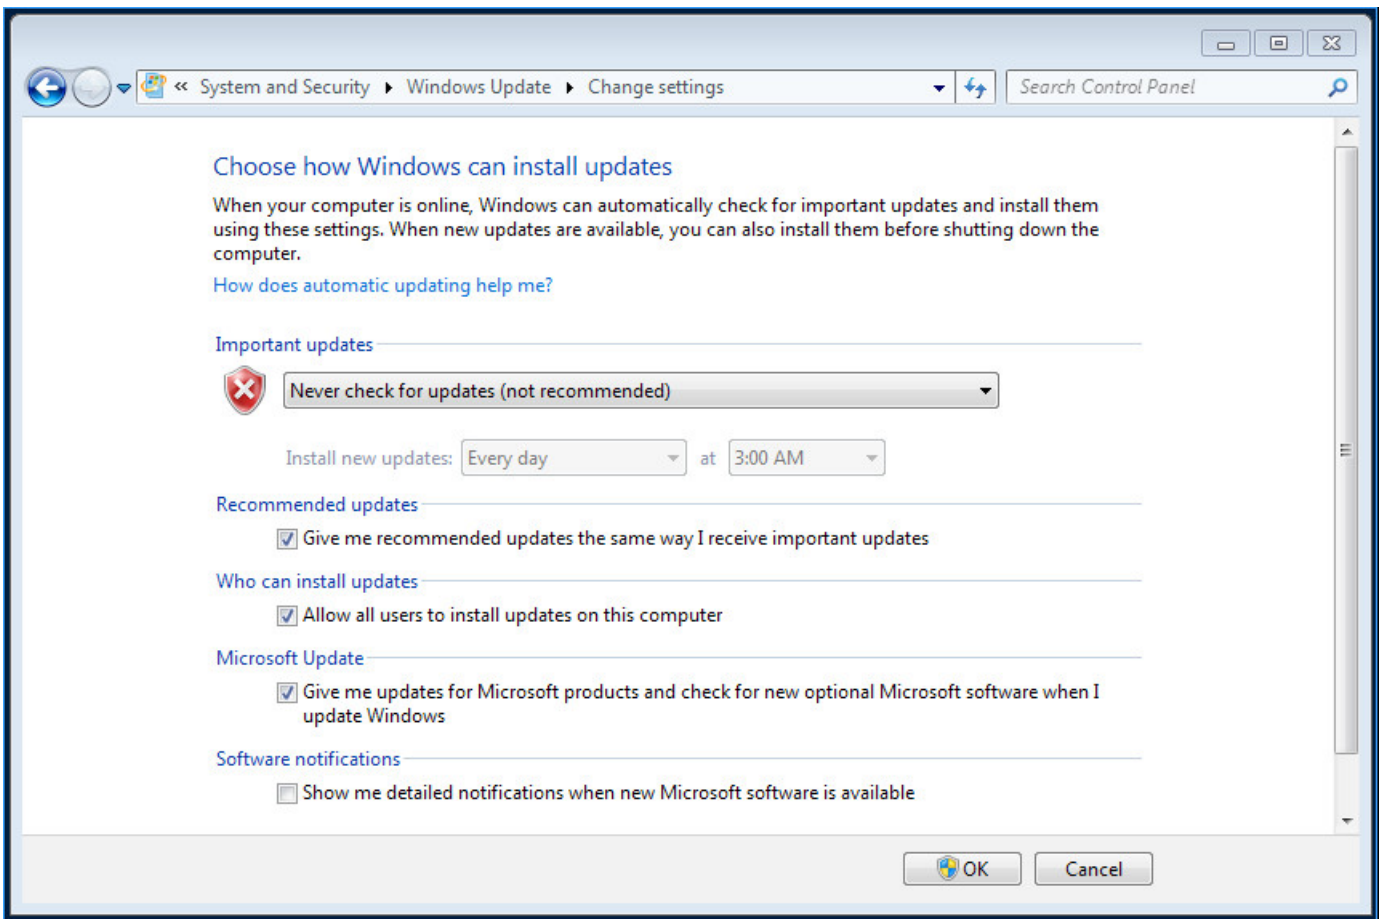 « System and Security ▸ Windows Update ▸ Change settings
Search Control Panel
Choose how Windows can install updates
When your computer is online, Windows can automatically check for important updates and install them
using these settings. When new updates are available, you can also install them before shutting down the
computer.
How does automatic updating help me?
Important updates
Never check for updates (not recommended)
Install new updates: Every day at 3:00 AM
Recommended updates
Give me recommended updates the same way I receive important updates
Who can install updates
Allow all users to install updates on this computer
Microsoft Update
Give me updates for Microsoft products and check for new optional Microsoft software when I
update Windows
Software notifications
Show me detailed notifications when new Microsoft software is available
OK Cancel